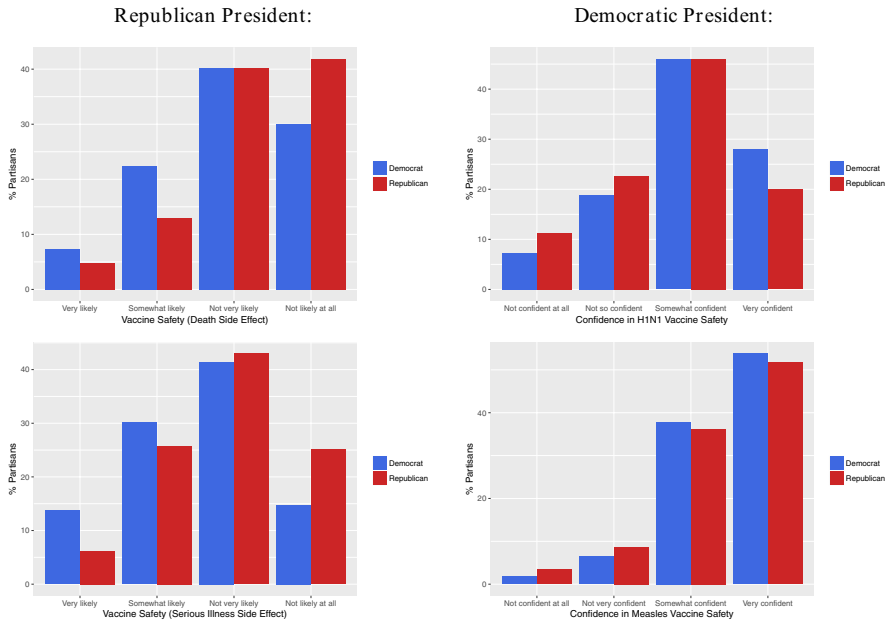 Republican President:
Democratic President:
% Partisans
40
30
20
10
0
Very likely
Somewhat likely
Not very likely
Not likely at all
Vaccine Safety (Death Side Effect)
Democrat
Republican
% Partisans
40
30
20
10
0
Not confident at all
Not so confident
Somewhat confident
Very confident
Confidence in H1N1 Vaccine Safety
Democrat
Republican
% Partisans
40
30
20
10
0
Very likely
Somewhat likely
Not very likely
Not likely at all
Vaccine Safety (Serious Illness Side Effect)
Democrat
Republican
% Partisans
40
20
0
Not confident at all
Not very confident
Somewhat confident
Very confident
Confidence in Measles Vaccine Safety
Democrat
Republican